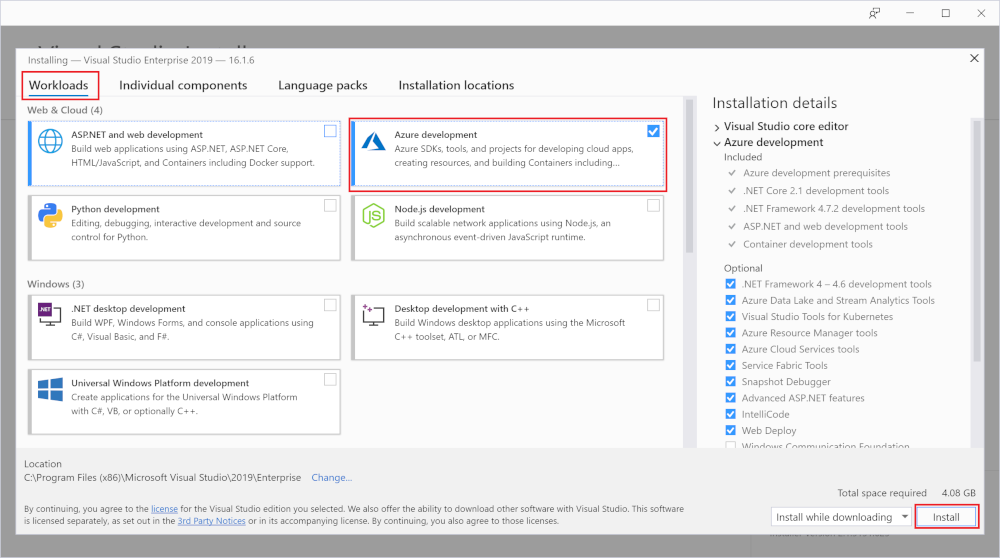 Installing — Visual Studio Enterprise 2019 — 16.1.6
Workloads
Individual components
Language packs
Installation locations
Web & Cloud (4)
ASP.NET and web development
Build web applications using ASP.NET, ASP.NET Core,
HTML/JavaScript, and Containers including Docker support.
Azure development
Azure SDKs, tools, and projects for developing cloud apps,
creating resources, and building Containers including...
Python development
Editing, debugging, interactive development and source
control for Python.
Node.js development
Build scalable network applications using Node.js, an
asynchronous event-driven JavaScript runtime.
Windows (3)
.NET desktop development
Build WPF, Windows Forms, and console applications using
C#, Visual Basic, and F#.
Desktop development with C++
Build Windows desktop applications using the Microsoft
C++ toolset, ATL, or MFC.
Universal Windows Platform development
Create applications for the Universal Windows Platform
with C#, VB, or optionally C++.
Installation details
Visual Studio core editor
Azure development
Included
Azure development prerequisites
.NET Core 2.1 development tools
.NET Framework 4.7.2 development tools
ASP.NET and web development tools
Container development tools
Optional
.NET Framework 4 – 4.6 development tools
Azure Data Lake and Stream Analytics Tools
Visual Studio Tools for Kubernetes
Azure Resource Manager tools
Azure Cloud Services tools
Service Fabric Tools
Snapshot Debugger
Advanced ASP.NET features
IntelliCode
Web Deploy
Windows Communication Foundation
Location
C:\Program Files (x86)\Microsoft Visual Studio\2019\Enterprise
Change...
Total space required 4.08 GB
By continuing, you agree to the license for the Visual Studio edition you selected. We also offer the ability to download other software with Visual Studio. This software
is licensed separately, as set out in the 3rd Party Notices or in its accompanying license. By continuing, you also agree to those licenses.
Install while downloading
Install